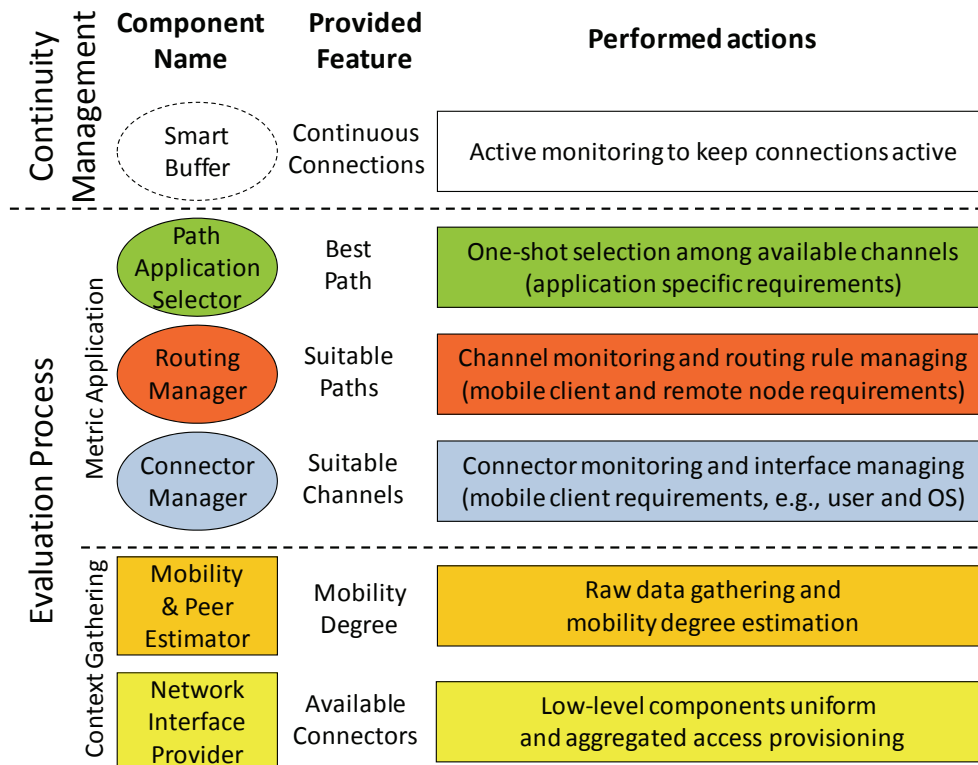 Continuity
Management
Component
Name
Provided
Feature
Performed actions
Smart
Buffer
Continuous
Connections
Active monitoring to keep connections active
Evaluation Process
Metric Application
Path
Application
Selector
Best
Path
One-shot selection among available channels
(application specific requirements)
Routing
Manager
Suitable
Paths
Channel monitoring and routing rule managing
(mobile client and remote node requirements)
Connector
Manager
Suitable
Channels
Connector monitoring and interface managing
(mobile client requirements, e.g., user and OS)
Context Gathering
Mobility
& Peer
Estimator
Mobility
Degree
Raw data gathering and
mobility degree estimation
Network
Interface
Provider
Available
Connectors
Low-level components uniform
and aggregated access provisioning